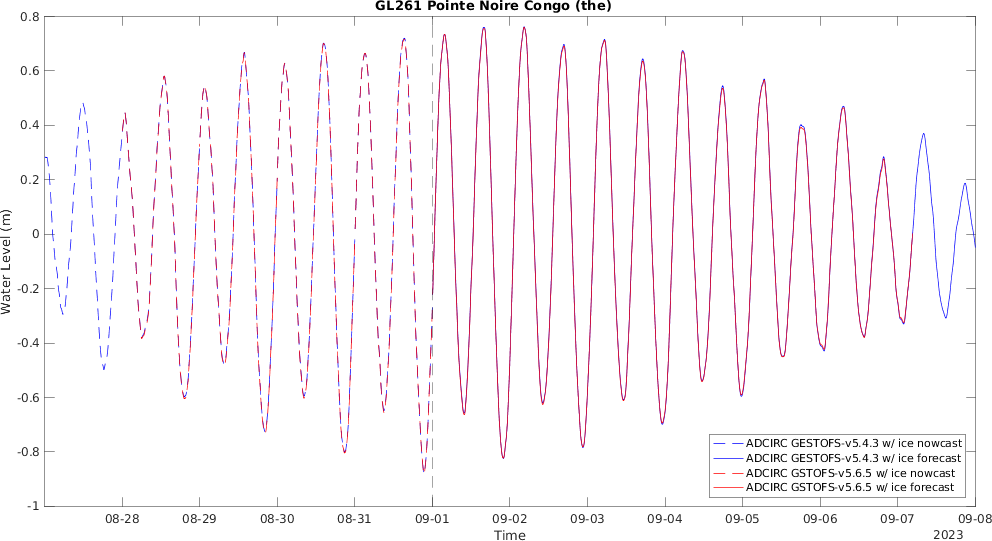 GL261 Pointe Noire Congo (the)
0.8
0.6
0.4
0.2
0
-0.2
-0.4
-0.6
-0.8
-1
Water Level (m)
ADCIRC GESTOFS-v5.4.3 w/ ice nowcast
ADCIRC GESTOFS-v5.4.3 w/ ice forecast
ADCIRC GSTOFS-v5.6.5 w/ ice nowcast
ADCIRC GSTOFS-v5.6.5 w/ ice forecast
08-28 08-29 08-30 08-31 09-01 09-02 09-03 09-04 09-05 09-06 09-07 09-08
Time
2023